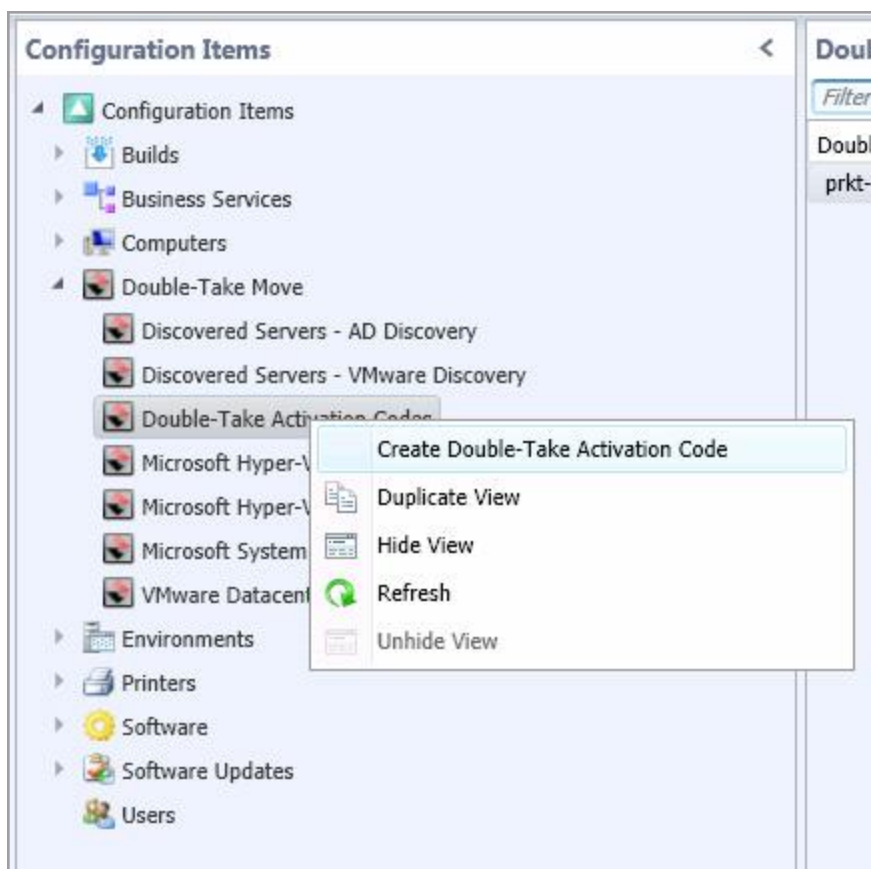 Configuration Items
Configuration Items
Builds
Business Services
Computers
Double-Take Move
Discovered Servers - AD Discovery
Discovered Servers - VMware Discovery
Double-Take Activation Codes
Microsoft Hyper-V
Microsoft Hyper-V
Microsoft System
VMware Datacent
Environments
Printers
Software
Software Updates
Users
Create Double-Take Activation Code
Duplicate View
Hide View
Refresh
Unhide View
Doub
Filter
Doubl
prkt-